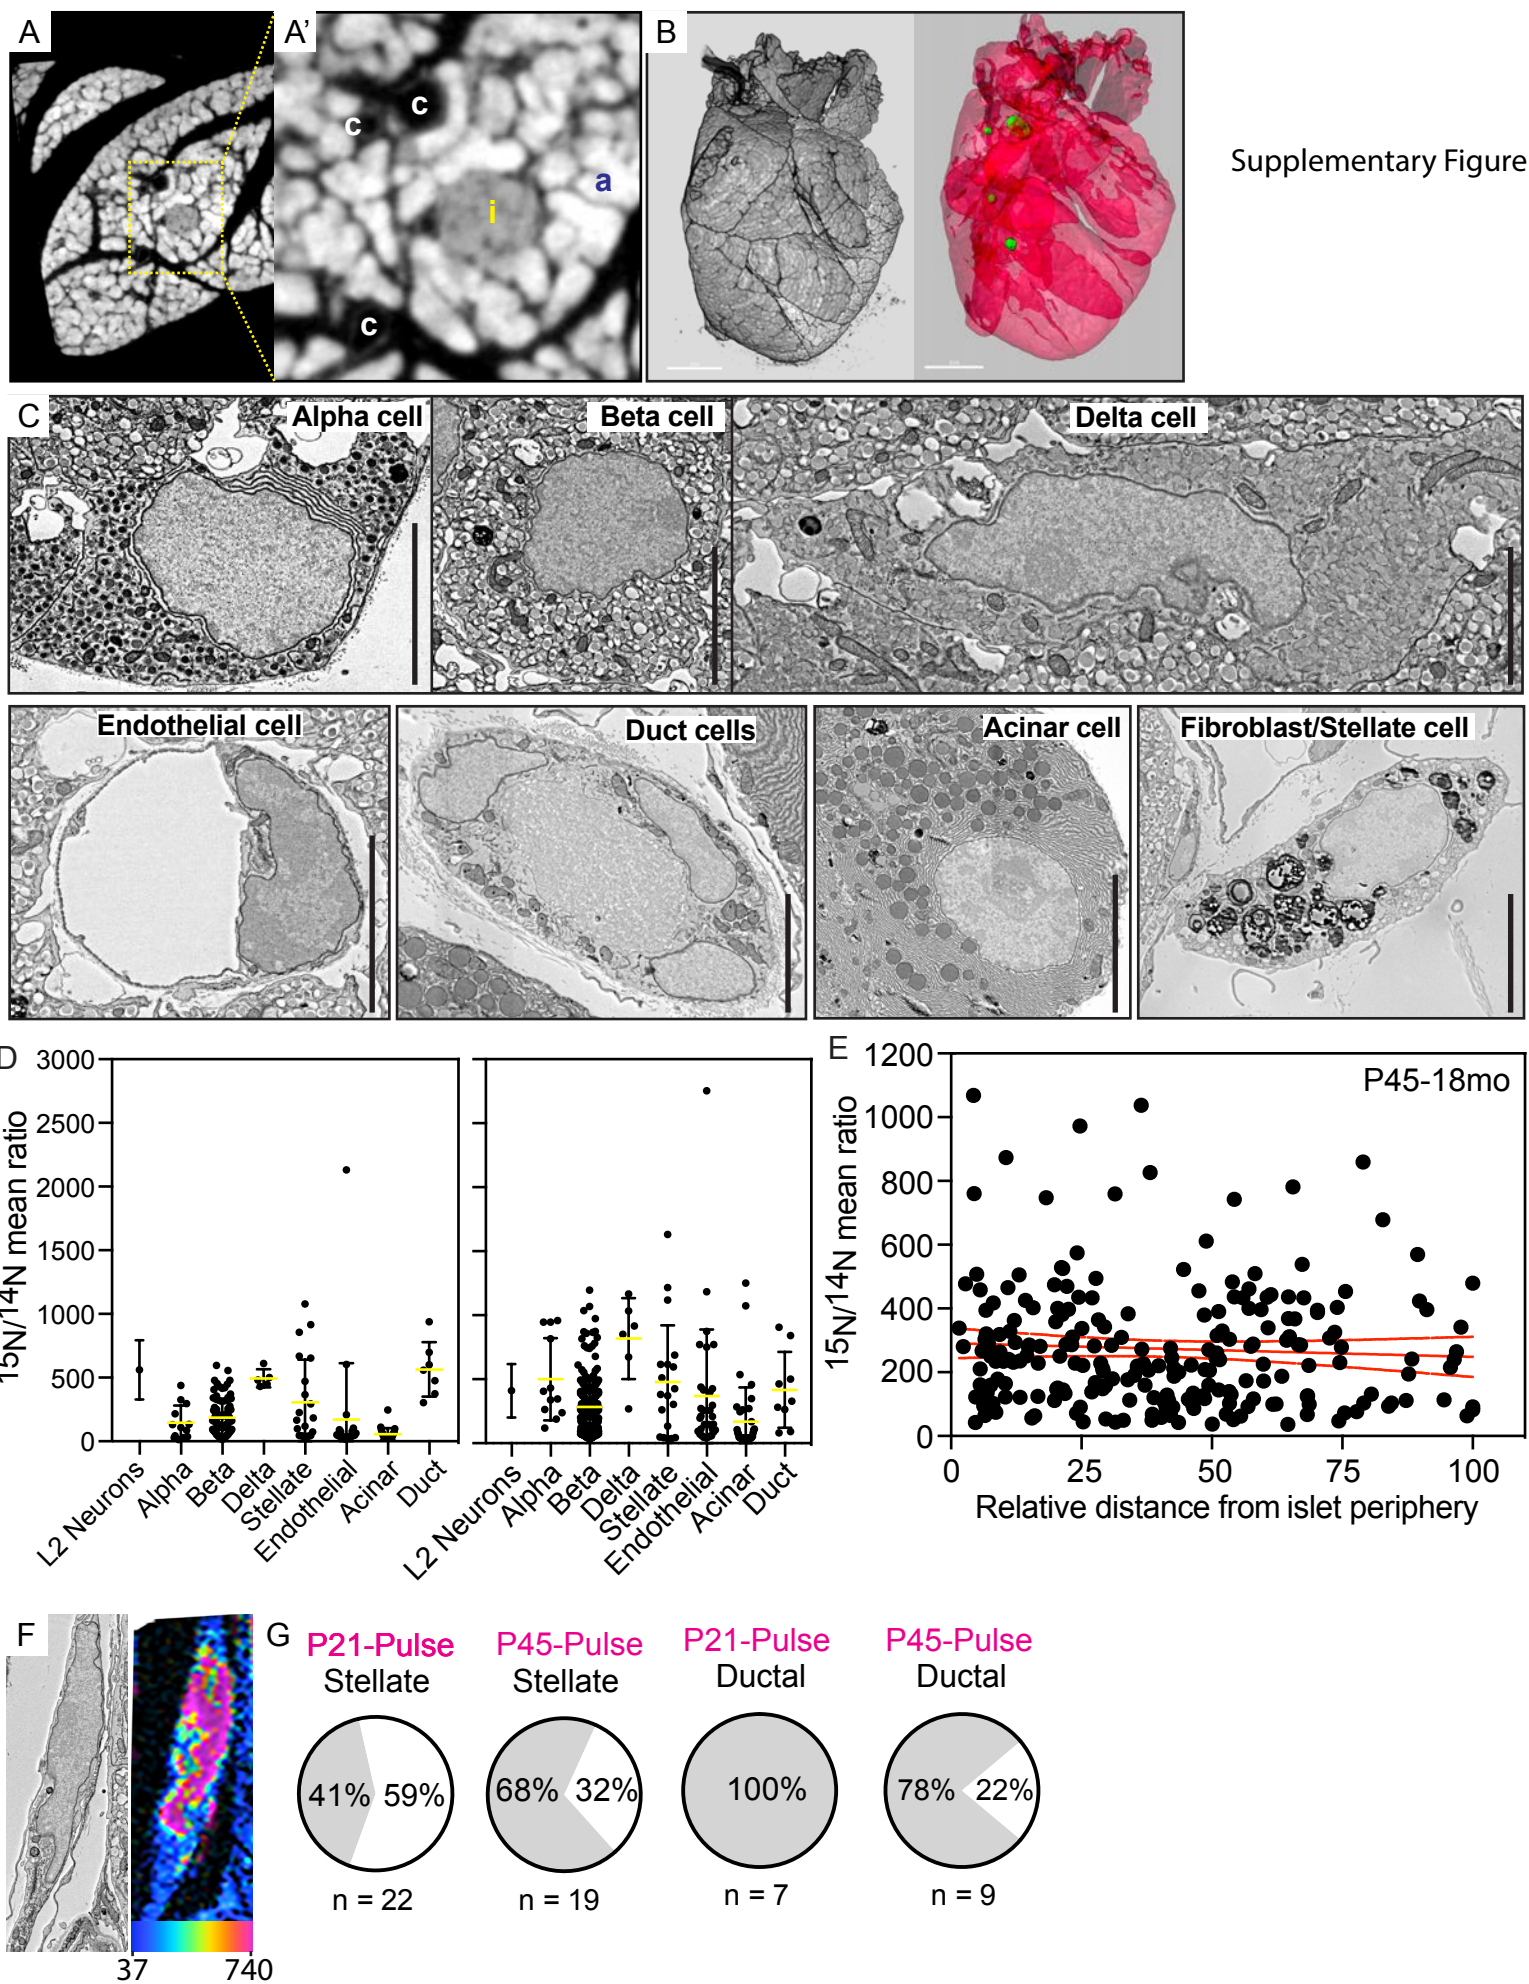 A
A'
B
c
c
a
i
c
Supplementary Figure
C
Alpha cell
Beta cell
Delta cell
Endothelial cell
Duct cells
Acinar cell
Fibroblast/Stellate cell
D
15N/14N mean ratio
3000
2500
2000
1500
1000
500
0
L2 Neurons
Alpha
Beta
Delta
Stellate
Endothelial
Acinar
Duct
L2 Neurons
Alpha
Beta
Delta
Stellate
Endothelial
Acinar
Duct
E
P45-18mo
15N/14N mean ratio
1200
1000
800
600
400
200
0
0 25 50 75 100
Relative distance from islet periphery
F
37 740
G
P21-Pulse
Stellate
41% 59%
n = 22
P45-Pulse
Stellate
68% 32%
n = 19
P21-Pulse
Ductal
100%
n = 7
P45-Pulse
Ductal
78% 22%
n = 9